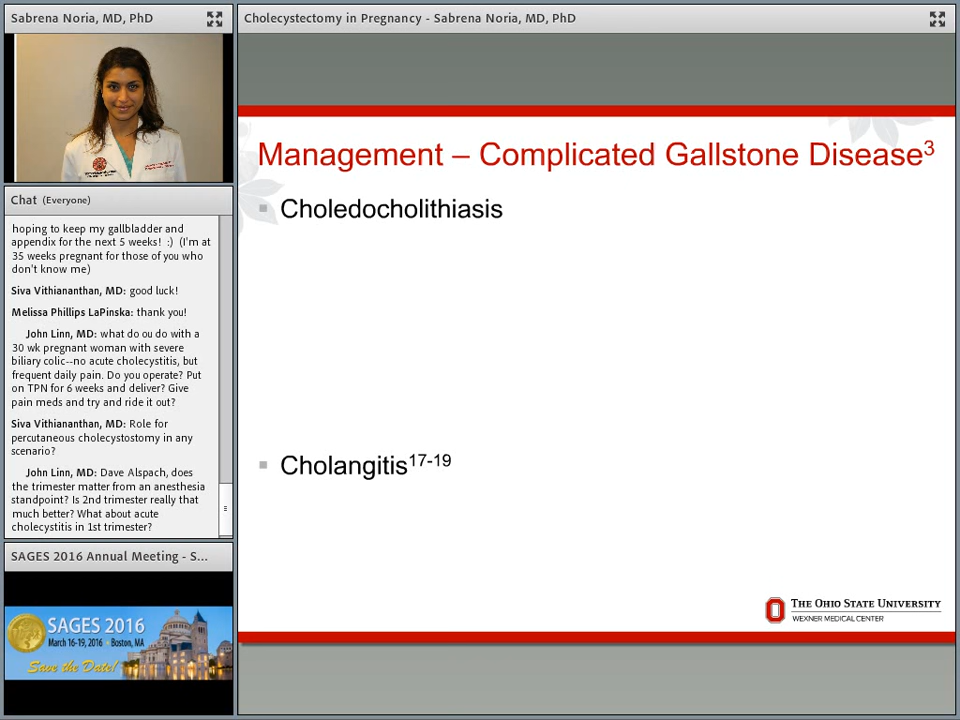 Sabrena Noria, MD, PhD
Cholecystectomy in Pregnancy - Sabrena Noria, MD, PhD
Chat (Everyone)
hoping to keep my gallbladder and
appendix for the next 5 weeks! :) (I'm at
35 weeks pregnant for those of you who
don't know me)
Siva Vithiananthan, MD: good luck!
Melissa Phillips LaPinska: thank you!
John Linn, MD: what do ou do with a
30 wk pregnant woman with severe
biliary colic--no acute cholecystitis, but
frequent daily pain. Do you operate? Put
on TPN for 6 weeks and deliver? Give
pain meds and try and ride it out?
Siva Vithiananthan, MD: Role for
percutaneous cholecystostomy in any
scenario?
John Linn, MD: Dave Alspach, does
the trimester matter from an anesthesia
standpoint? Is 2nd trimester really that
much better? What about acute
cholecystitis in 1st trimester?
SAGES 2016 Annual Meeting - S...
SAGES 2016
March 16-19, 2016 Boston, MA
Save the Date!
Management – Complicated Gallstone Disease3
Choledocholithiasis
Cholangitis17-19
THE OHIO STATE UNIVERSITY
WEXNER MEDICAL CENTER